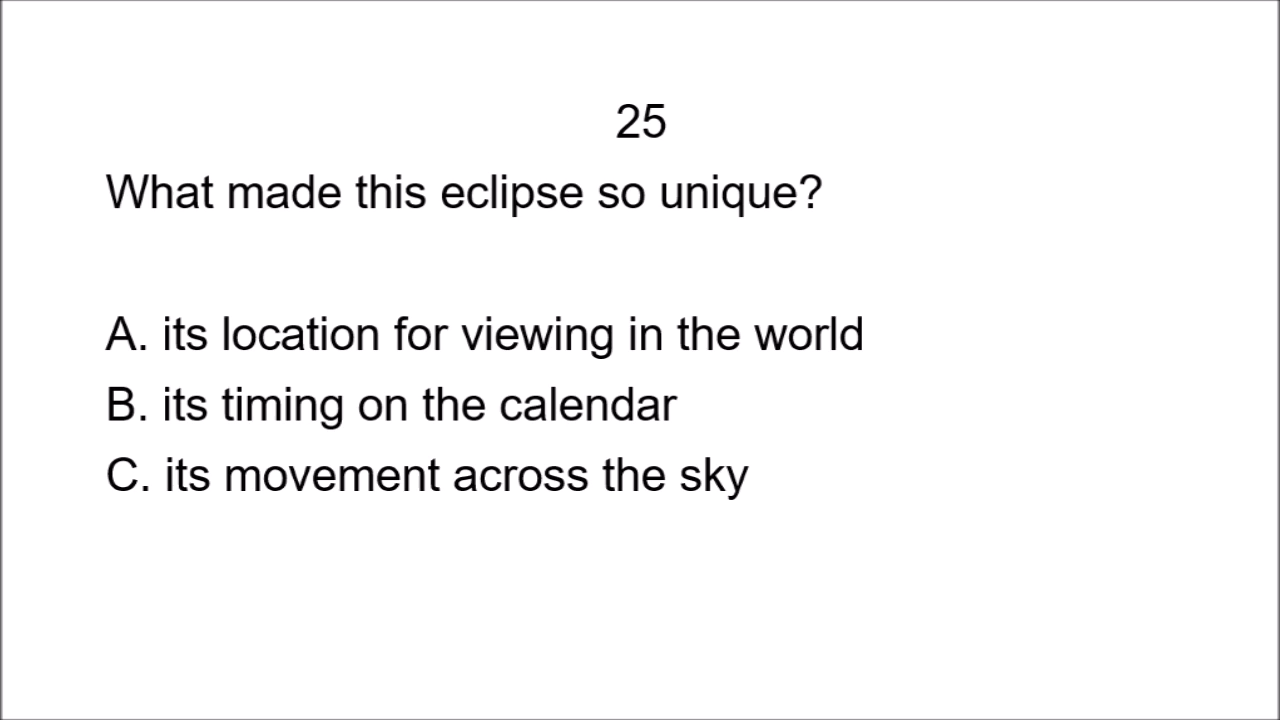 25
What made this eclipse so unique?
A. its location for viewing in the world
B. its timing on the calendar
C. its movement across the sky